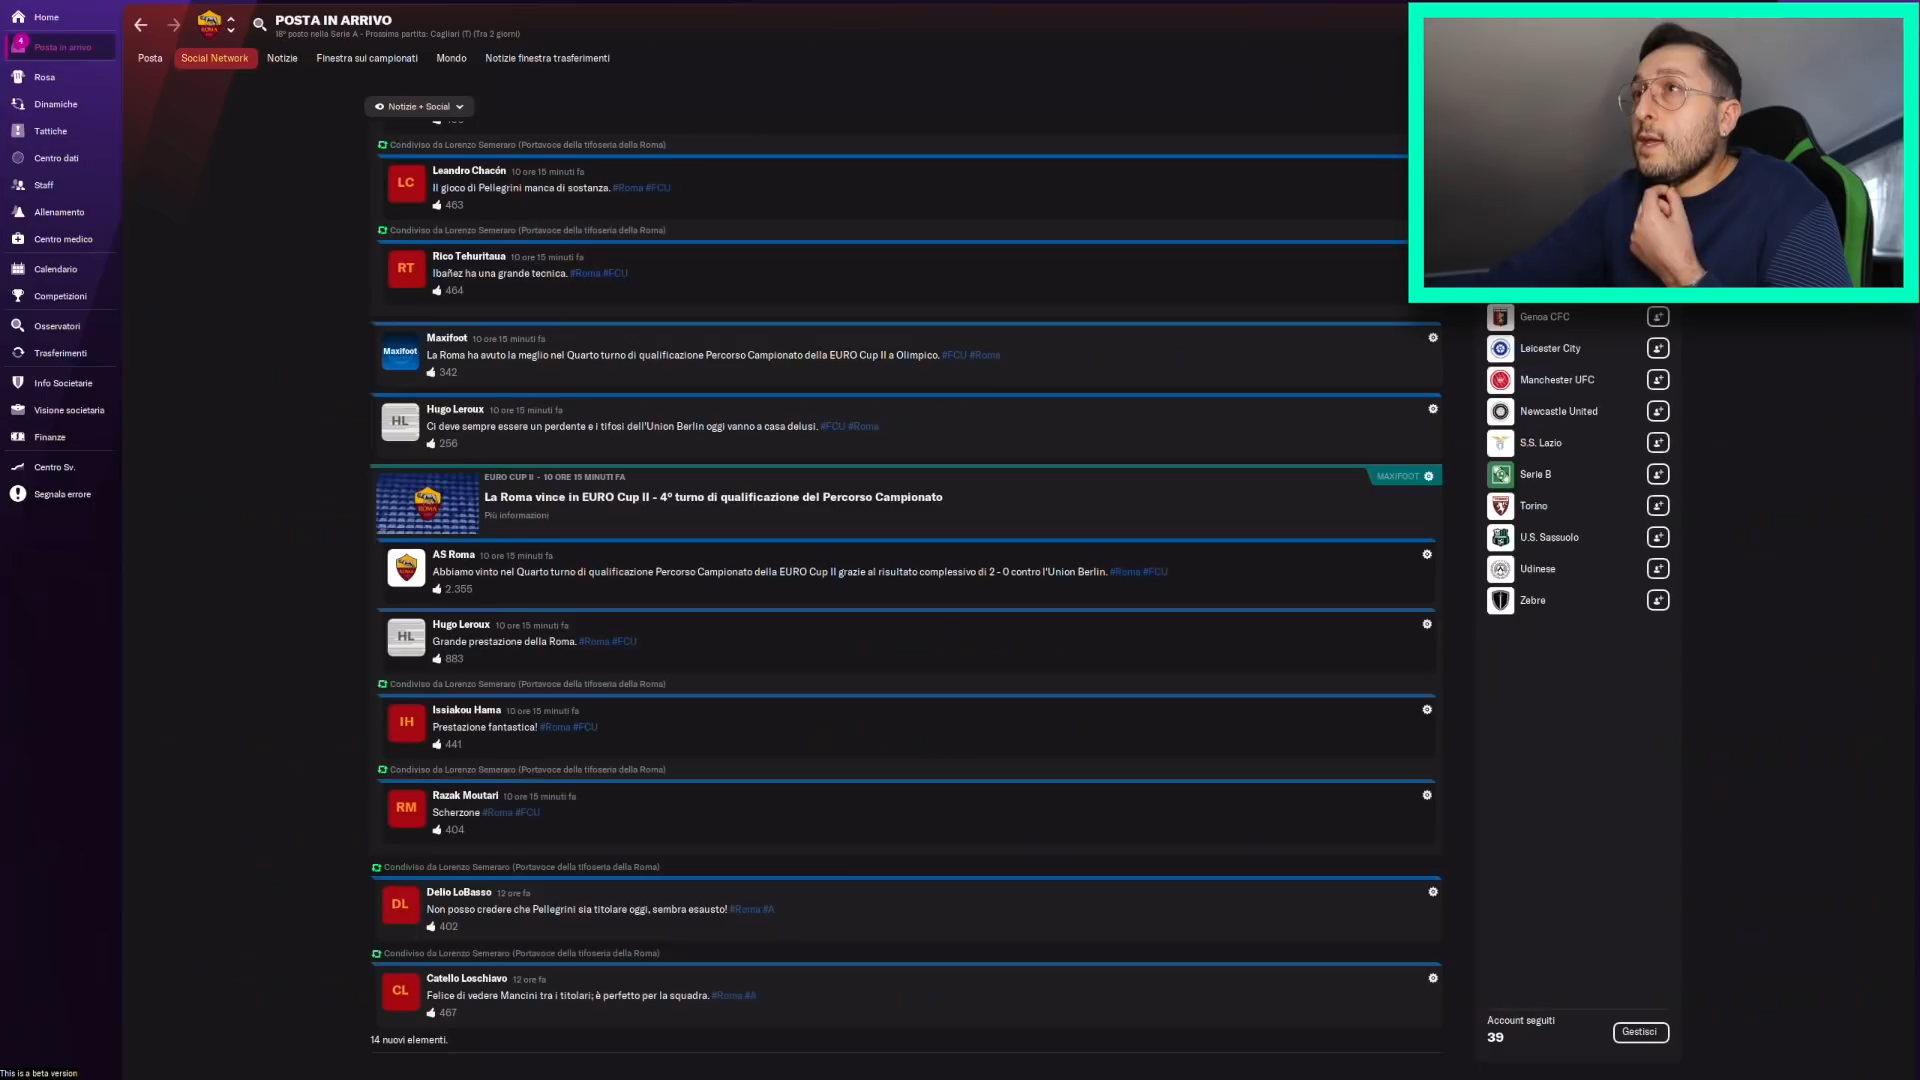 Home
4
Posta in arrivo
Rosa
Dinamiche
Tattiche
Centro dati
Staff
Allenamento
Centro medico
Calendario
Competizioni
Osservatori
Trasferimenti
Info Societarie
Visione societaria
Finanze
Centro Sv.
Segnala errore
This is a beta version
POSTA IN ARRIVO
18° posto nella Serie A - Prossima partita: Cagliari (T) (Tra 2 giorni)
Posta
Social Network
Notizie
Finestra sui campionati
Mondo
Notizie finestra trasferimenti
Notizie + Social
Condiviso da Lorenzo Semeraro (Portavoce della tifoseria della Roma)
LC
Leandro Chacón 10 ore 15 minuti fa
Il gioco di Pellegrini manca di sostanza. #Roma #FCU
463
Condiviso da Lorenzo Semeraro (Portavoce della tifoseria della Roma)
RT
Rico Tehuritaua 10 ore 15 minuti fa
Ibañez ha una grande tecnica. #Roma #FCU
464
Maxifoot
Maxifoot 10 ore 15 minuti fa
La Roma ha avuto la meglio nel Quarto turno di qualificazione Percorso Campionato della EURO Cup II a Olimpico. #FCU #Roma
342
HL
Hugo Leroux 10 ore 15 minuti fa
Ci deve sempre essere un perdente e i tifosi dell'Union Berlin oggi vanno a casa delusi. #FCU #Roma
256
EURO CUP II - 10 ORE 15 MINUTI FA
MAXIFOOT
La Roma vince in EURO Cup II - 4° turno di qualificazione del Percorso Campionato
Più informazioni
AS Roma 10 ore 15 minuti fa
Abbiamo vinto nel Quarto turno di qualificazione Percorso Campionato della EURO Cup II grazie al risultato complessivo di 2 - 0 contro l'Union Berlin. #Roma #FCU
2.355
HL
Hugo Leroux 10 ore 15 minuti fa
Grande prestazione della Roma. #Roma #FCU
883
Condiviso da Lorenzo Semeraro (Portavoce della tifoseria della Roma)
IH
Issiakou Hama 10 ore 15 minuti fa
Prestazione fantastica! #Roma #FCU
441
Condiviso da Lorenzo Semeraro (Portavoce della tifoseria della Roma)
RM
Razak Moutari 10 ore 15 minuti fa
Scherzone #Roma #FCU
404
Condiviso da Lorenzo Semeraro (Portavoce della tifoseria della Roma)
DL
Delio LoBasso 12 ore fa
Non posso credere che Pellegrini sia titolare oggi, sembra esausto! #Roma #A
402
Condiviso da Lorenzo Semeraro (Portavoce della tifoseria della Roma)
CL
Catello Loschiavo 12 ore fa
Felice di vedere Mancini tra i titolari; è perfetto per la squadra. #Roma #A
467
14 nuovi elementi.
Genoa CFC
Leicester City
Manchester UFC
Newcastle United
S.S. Lazio
Serie B
Torino
U.S. Sassuolo
Udinese
Zebre
Account seguiti
39
Gestisci